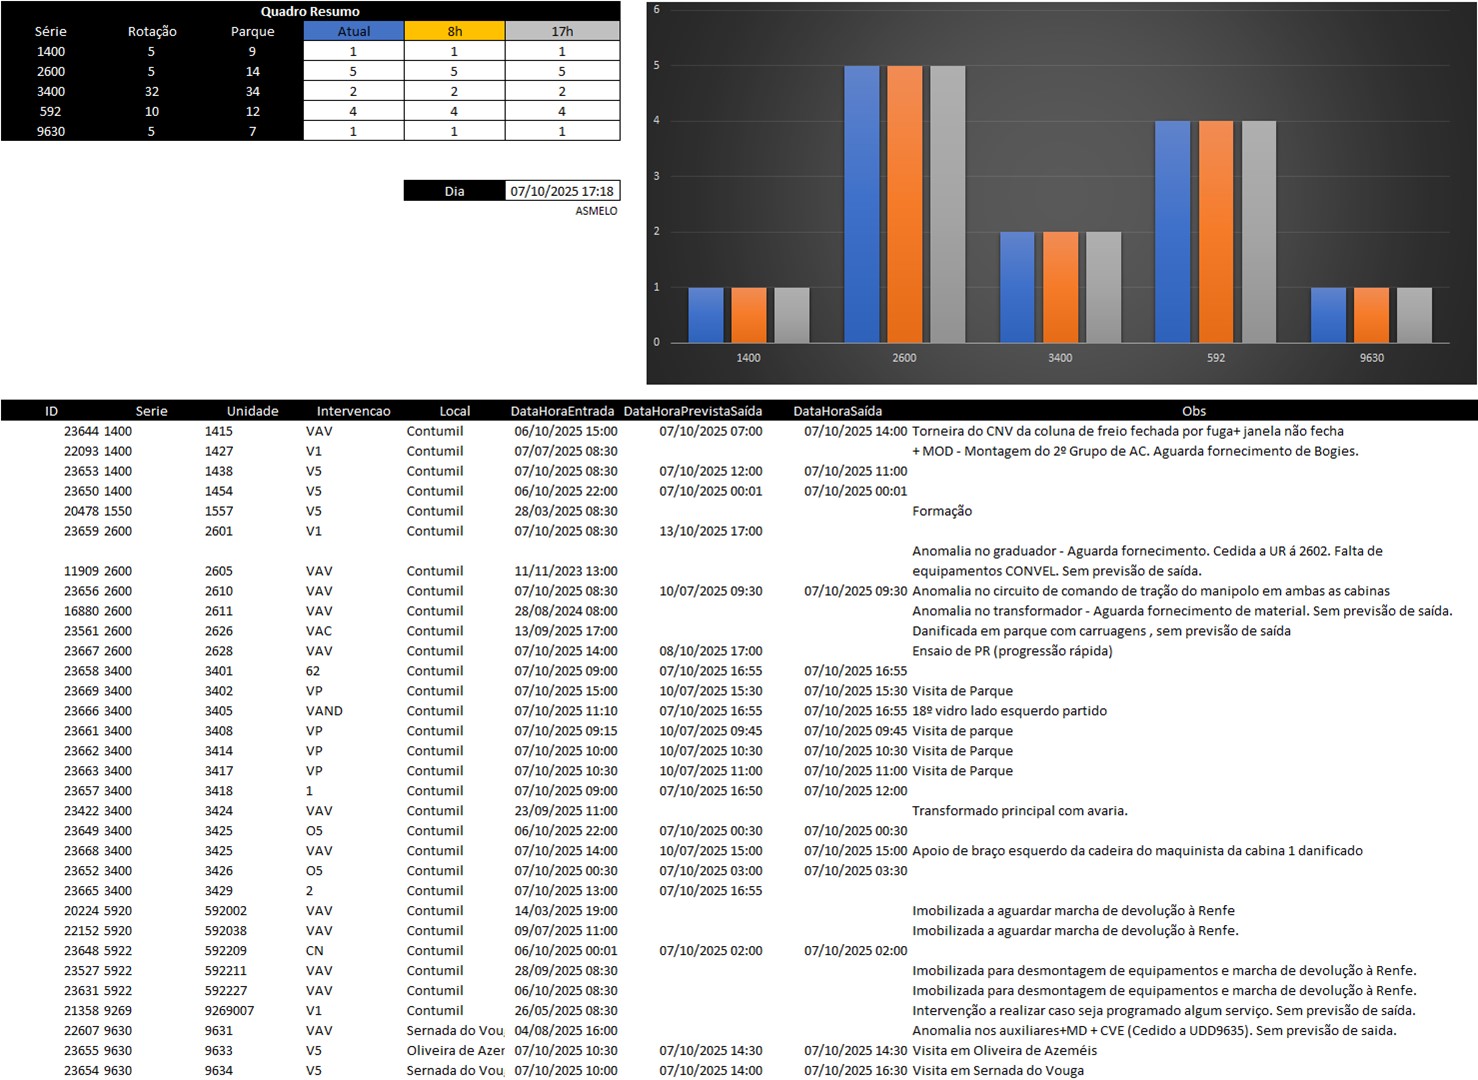 Quadro Resumo
Série Rotação Parque Atual 8h 17h
1400 5 9 1 1 1
2600 5 14 5 5 5
3400 32 34 2 2 2
592 10 12 4 4 4
9630 5 7 1 1 1
Dia 07/10/2025 17:18
ASMELO
6
5
4
3
2
1
0
1400 2600 3400 592 9630
ID Serie Unidade Intervencao Local DataHoraEntrada DataHoraPrevistaSaída DataHoraSaída Obs
23644 1400 1415 VAV Contumil 06/10/2025 15:00 07/10/2025 07:00 07/10/2025 14:00 Torneira do CNV da coluna de freio fechada por fuga+ janela não fecha
22093 1400 1427 V1 Contumil 07/07/2025 08:30 + MOD - Montagem do 2º Grupo de AC. Aguarda fornecimento de Bogies.
23653 1400 1438 V5 Contumil 07/10/2025 08:30 07/10/2025 12:00 07/10/2025 11:00
23650 1400 1454 V5 Contumil 06/10/2025 22:00 07/10/2025 00:01 07/10/2025 00:01
20478 1550 1557 V5 Contumil 28/03/2025 08:30 Formação
23659 2600 2601 V1 Contumil 07/10/2025 08:30 13/10/2025 17:00
Anomalia no graduador - Aguarda fornecimento. Cedida a UR á 2602. Falta de
11909 2600 2605 VAV Contumil 11/11/2023 13:00 equipamentos CONVEL. Sem previsão de saída.
23656 2600 2610 VAV Contumil 07/10/2025 08:30 10/07/2025 09:30 07/10/2025 09:30 Anomalia no circuito de comando de tração do manipolo em ambas as cabinas
16880 2600 2611 VAV Contumil 28/08/2024 08:00 Anomalia no transformador - Aguarda fornecimento de material. Sem previsão de saída.
23561 2600 2626 VAC Contumil 13/09/2025 17:00 Danificada em parque com carruagens , sem previsão de saída
23667 2600 2628 VAV Contumil 07/10/2025 14:00 08/10/2025 17:00 Ensaio de PR (progressão rápida)
23658 3400 3401 62 Contumil 07/10/2025 09:00 07/10/2025 16:55 07/10/2025 16:55
23669 3400 3402 VP Contumil 07/10/2025 15:00 10/07/2025 15:30 07/10/2025 15:30 Visita de Parque
23666 3400 3405 VAND Contumil 07/10/2025 11:10 07/10/2025 16:55 07/10/2025 16:55 18º vidro lado esquerdo partido
23661 3400 3408 VP Contumil 07/10/2025 09:15 10/07/2025 09:45 07/10/2025 09:45 Visita de parque
23662 3400 3414 VP Contumil 07/10/2025 10:00 10/07/2025 10:30 07/10/2025 10:30 Visita de Parque
23663 3400 3417 VP Contumil 07/10/2025 10:30 10/07/2025 11:00 07/10/2025 11:00 Visita de Parque
23657 3400 3418 1 Contumil 07/10/2025 09:00 07/10/2025 16:50 07/10/2025 12:00
23422 3400 3424 VAV Contumil 23/09/2025 11:00 Transformado principal com avaria.
23649 3400 3425 O5 Contumil 06/10/2025 22:00 07/10/2025 00:30 07/10/2025 00:30
23668 3400 3425 VAV Contumil 07/10/2025 14:00 10/07/2025 15:00 07/10/2025 15:00 Apoio de braço esquerdo da cadeira do maquinista da cabina 1 danificado
23652 3400 3426 O5 Contumil 07/10/2025 00:30 07/10/2025 03:00 07/10/2025 03:30
23665 3400 3429 2 Contumil 07/10/2025 13:00 07/10/2025 16:55
20224 5920 592002 VAV Contumil 14/03/2025 19:00 Imobilizada a aguardar marcha de devolução à Renfe
22152 5920 592038 VAV Contumil 09/07/2025 11:00 Imobilizada a aguardar marcha de devolução à Renfe.
23648 5922 592209 CN Contumil 06/10/2025 00:01 07/10/2025 02:00 07/10/2025 02:00
23527 5922 592211 VAV Contumil 28/09/2025 08:30 Imobilizada para desmontagem de equipamentos e marcha de devolução à Renfe.
23631 5922 592227 VAV Contumil 06/10/2025 08:30 Imobilizada para desmontagem de equipamentos e marcha de devolução à Renfe.
21358 9269 9269007 V1 Contumil 26/05/2025 08:30 Intervenção a realizar caso seja programado algum serviço. Sem previsão de saída.
22607 9630 9631 VAV Sernada do Vou 04/08/2025 16:00 Anomalia nos auxiliares+MD + CVE (Cedido a UDD9635). Sem previsão de saida.
23655 9630 9633 V5 Oliveira de Azer 07/10/2025 10:30 07/10/2025 14:30 07/10/2025 14:30 Visita em Oliveira de Azeméis
23654 9630 9634 V5 Sernada do Vou 07/10/2025 10:00 07/10/2025 14:00 07/10/2025 16:30 Visita em Sernada do Vouga